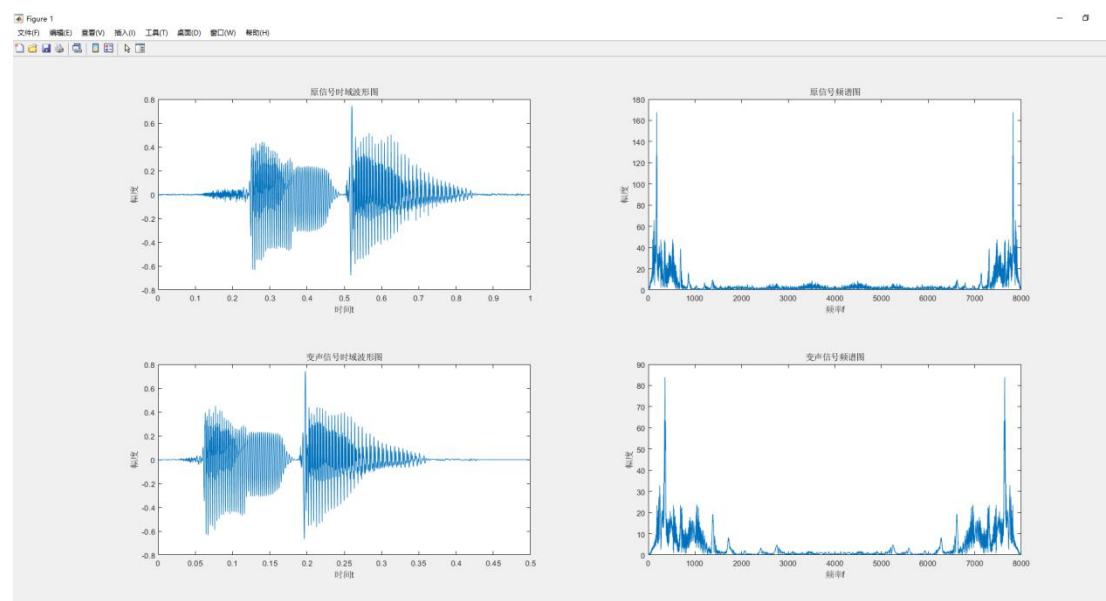 Figure 1
文件(F) 编辑(E) 查看(V) 插入(I) 工具(T) 桌面(D) 窗口(W) 帮助(H)
原信号时域波形图
0.8
0.6
0.4
0.2
0
-0.2
-0.4
-0.6
-0.8
幅度
0 0.1 0.2 0.3 0.4 0.5 0.6 0.7 0.8 0.9 1
时间t
原信号频谱图
180
160
140
120
100
80
60
40
20
0
幅度
0 1000 2000 3000 4000 5000 6000 7000 8000
频率f
变声信号时域波形图
0.8
0.6
0.4
0.2
0
-0.2
-0.4
-0.6
-0.8
幅度
0 0.05 0.1 0.15 0.2 0.25 0.3 0.35 0.4 0.45 0.5
时间t
变声信号频谱图
90
80
70
60
50
40
30
20
10
0
幅度
0 1000 2000 3000 4000 5000 6000 7000 8000
频率f